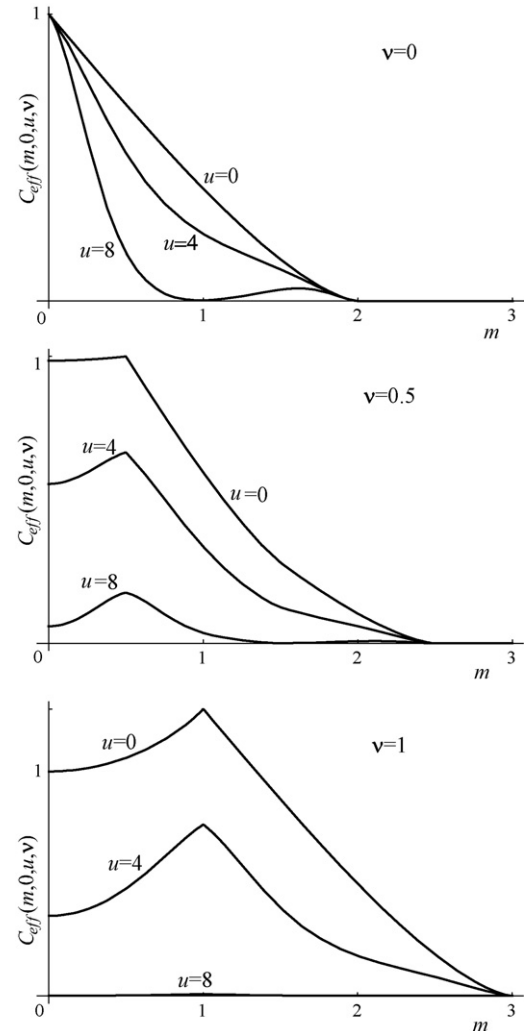 1
ν=0
C_eff(m,0,u,ν)
u=0
u=4
u=8
0
1
2
3
m
1
ν=0.5
u=4
u=0
C_eff(m,0,u,ν)
u=8
0
1
2
3
m
u=0
ν=1
1
u=4
C_eff(m,0,u,ν)
u=8
0
1
2
3
m